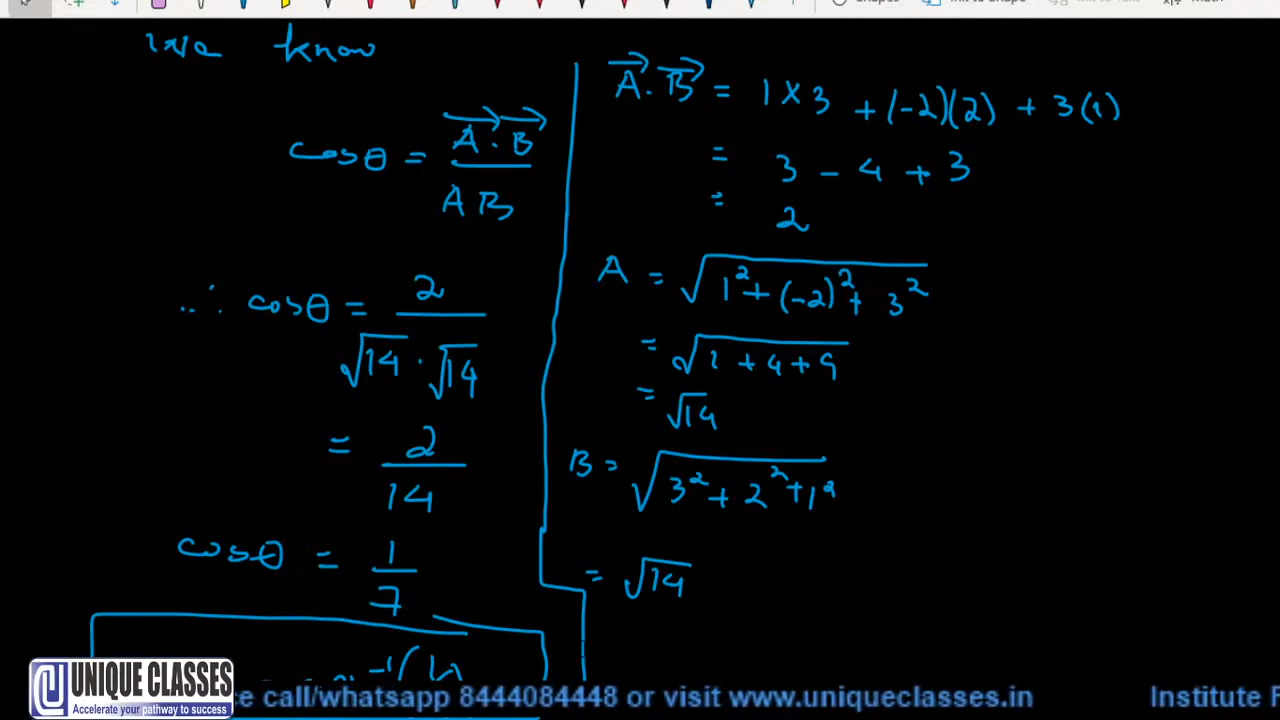 we know
cosθ = A⃗·B⃗ / AB
∴ cosθ = 2 / √14 · √14
= 2 / 14
cosθ = 1 / 7
A⃗·B⃗ = 1 × 3 + (-2)(2) + 3(1)
= 3 - 4 + 3
= 2
A = √1² + (-2)² + 3²
= √1 + 4 + 9
= √14
B = √3² + 2² + 1²
= √14
UNIQUE CLASSES
Accelerate your pathway to success
ce call/whatsapp 8444084448 or visit www.uniqueclasses.in
Institute